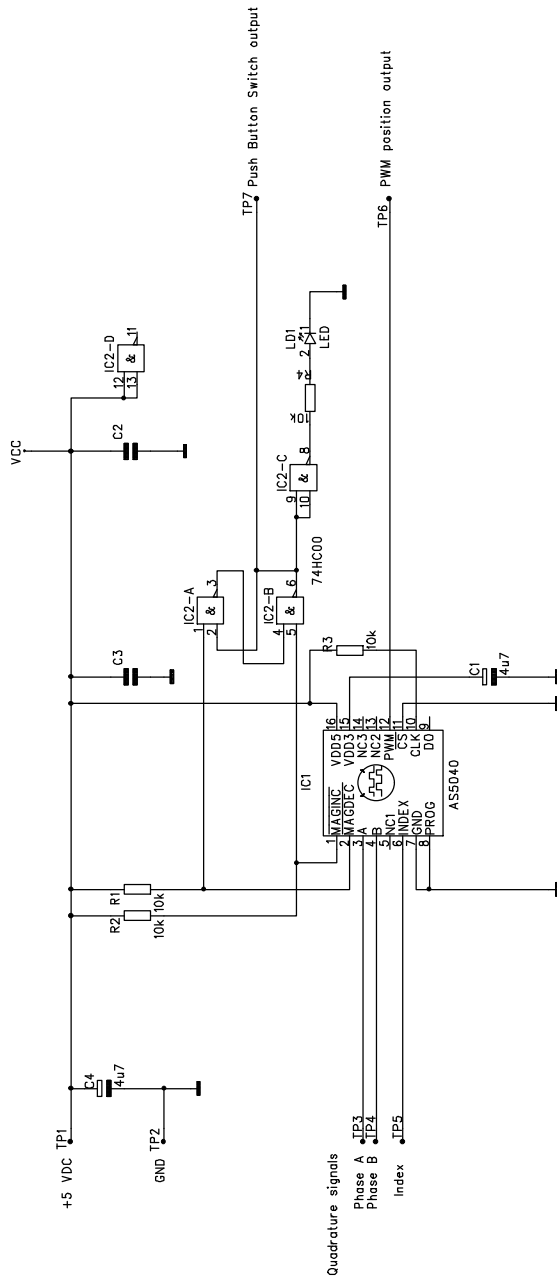 +5 VDC TP1
GND TP2
C4
4u7
Quadrature signals
Phase A TP3
Phase B TP4
Index TP5
R1
10k
R2
10k
VCC
C3
C2
IC2-D
12
13
&
11
IC2-A
1
2
&
3
IC2-B
4
5
&
6
74HC00
IC2-C
9
10
&
8
R4
10k
LD1
2
1
LED
TP7 Push Button Switch output
TP6 PWM position output
R3
10k
C1
4u7
IC1
1 MAGINC
2 MAGDEC
3 A
4 B
5 NC1
6 INDEX
7 GND
8 PROG
VDD5 16
VDD3 15
NC3 14
NC2 13
PWM 12
CS 11
CLK 10
DO 9
AS5040